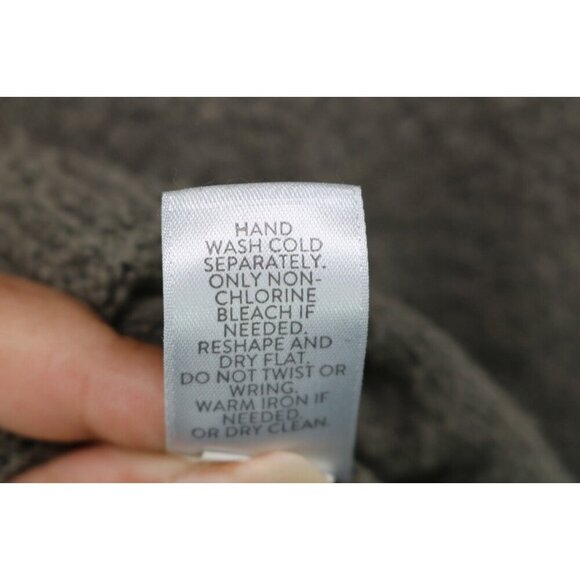 HAND
WASH COLD
SEPARATELY.
ONLY NON-
CHLORINE
BLEACH IF
NEEDED.
RESHAPE AND
DRY FLAT.
DO NOT TWIST OR
WRING.
WARM IRON IF
NEEDED.
OR DRY CLEAN.